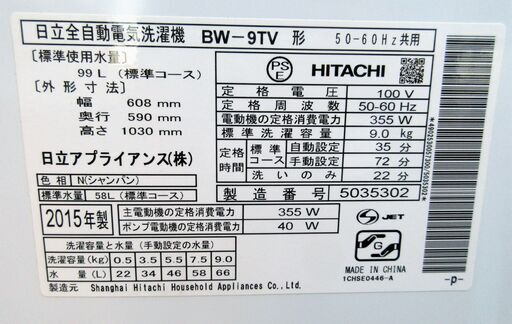 日立全自動電気洗濯機 BW-9TV 形 50-60Hz共用
〔標準使用水量〕
99L (標準コース)
〔外形寸法〕
幅 608 mm
奥行 590 mm
高さ 1030 mm
日立アプライアンス(株)
色相 N(シャンパン)
標準水量 58L (標準コース)
PS E HITACHI
定格電圧 100 V
定格周波数 50-60 Hz
電動機の定格消費電力 355 W
標準洗濯容量 9.0 kg
定格時間 標準コース 自動 35 分
手動 72 分
洗いのみ 22 分
製造番号 5035302
2015年製
主電動機の定格消費電力 355 W
ポンプ電動機の定格消費電力 40 W
S JET
洗濯容量と水量 (手動設定の水量)
洗濯容量(kg) 0.5 3.5 5.5 7.5 9.0
水量(L) 22 34 46 58 66
製造元 Shanghai Hitachi Household Appliances Co.,Ltd.
G
MADE IN CHINA
1CHSE0446-A
-p-
*4902530057300/5035302*